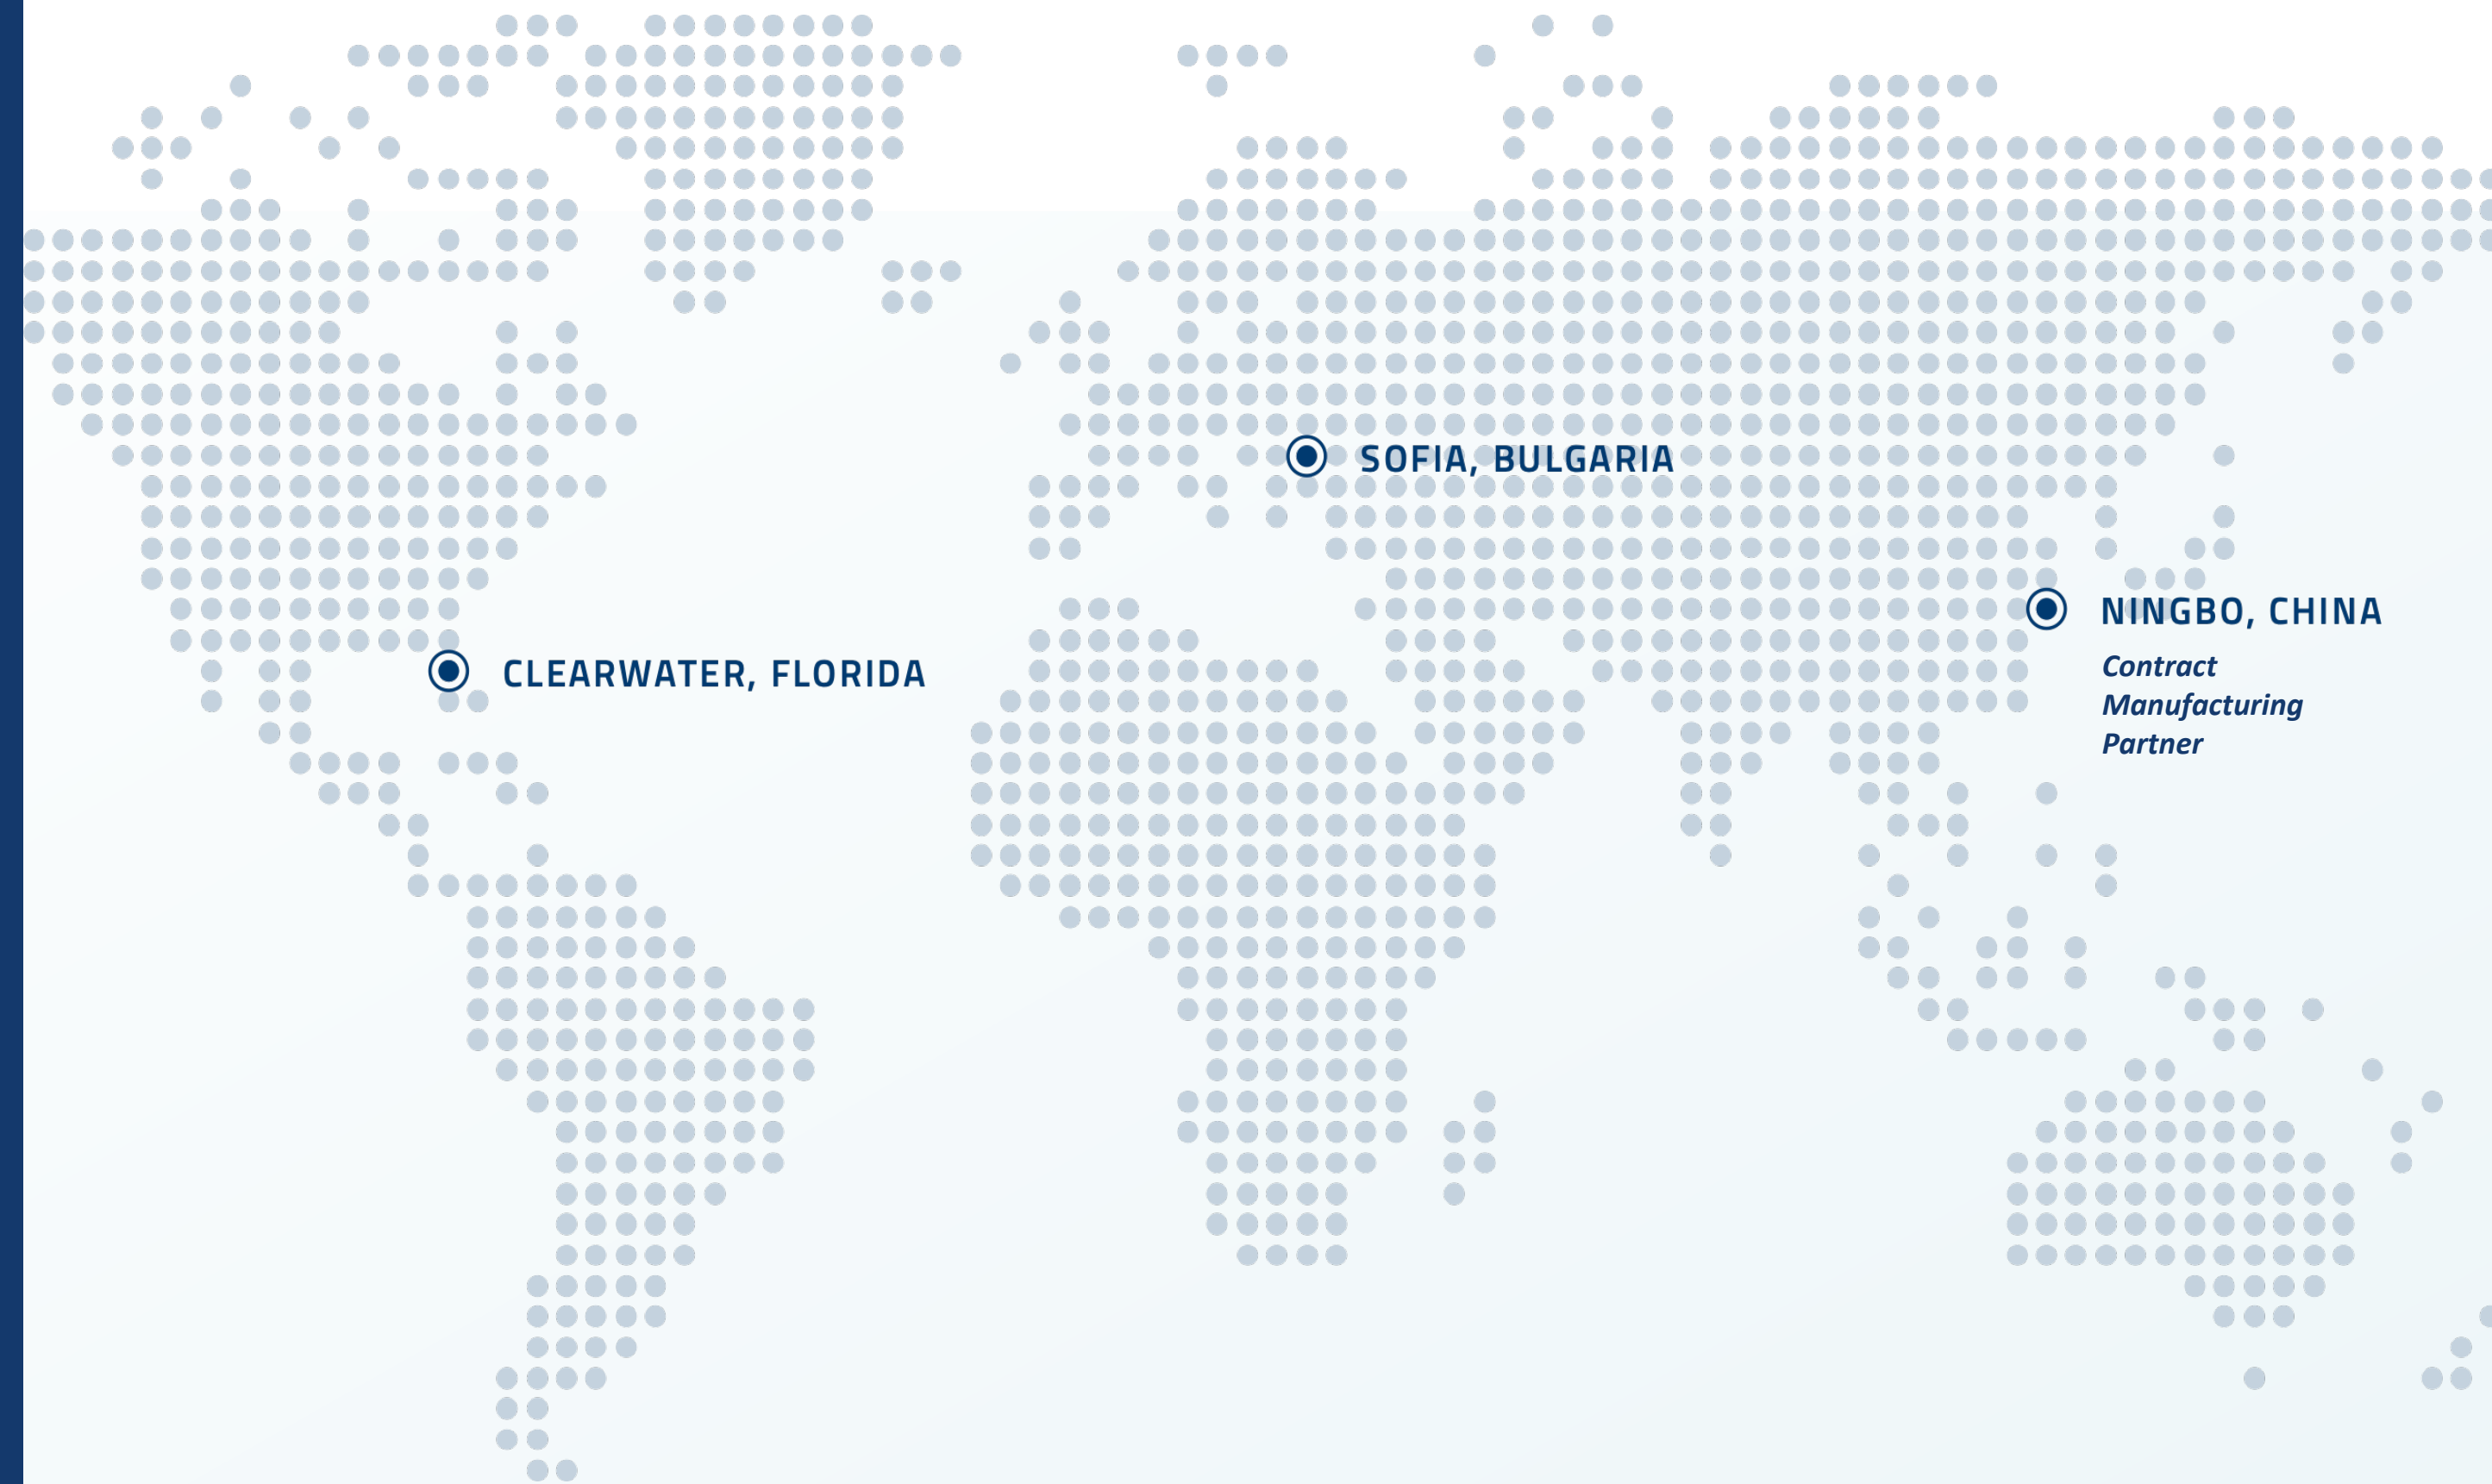 SOFIA, BULGARIA
NINGBO, CHINA
Contract
Manufacturing
Partner
CLEARWATER, FLORIDA